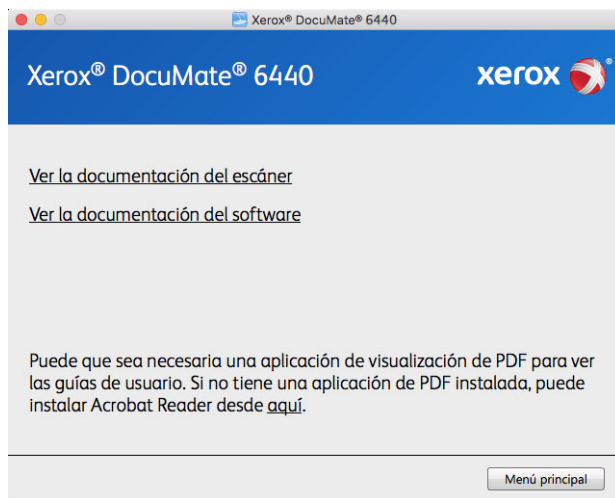 Xerox® DocuMate® 6440
Xerox® DocuMate® 6440
xerox ®
Ver la documentación del escáner
Ver la documentación del software
Puede que sea necesaria una aplicación de visualización de PDF para ver
las guías de usuario. Si no tiene una aplicación de PDF instalada, puede
instalar Acrobat Reader desde aquí.
Menú principal